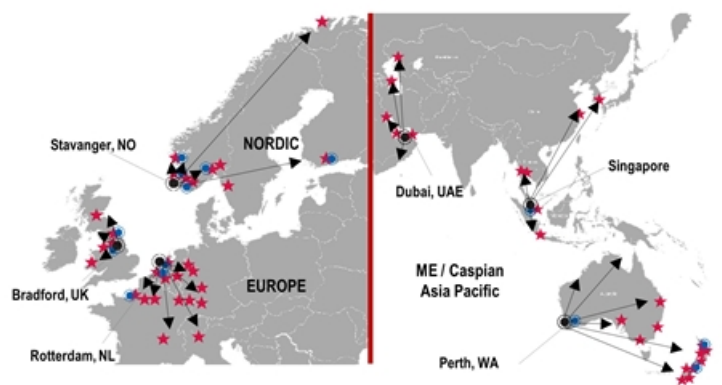 Stavanger, NO
NORDIC
Bradford, UK
EUROPE
Rotterdam, NL
Dubai, UAE
Singapore
ME / Caspian
Asia Pacific
Perth, WA